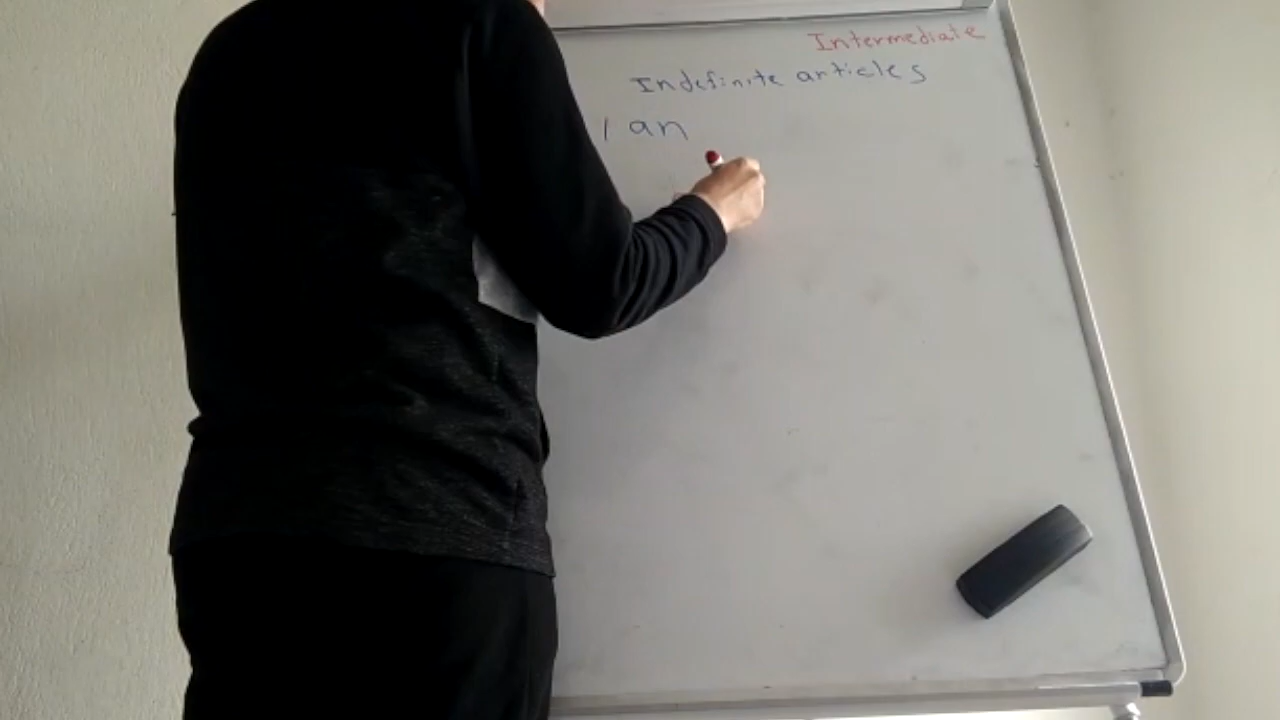 Intermediate
Indefinite articles
/ an